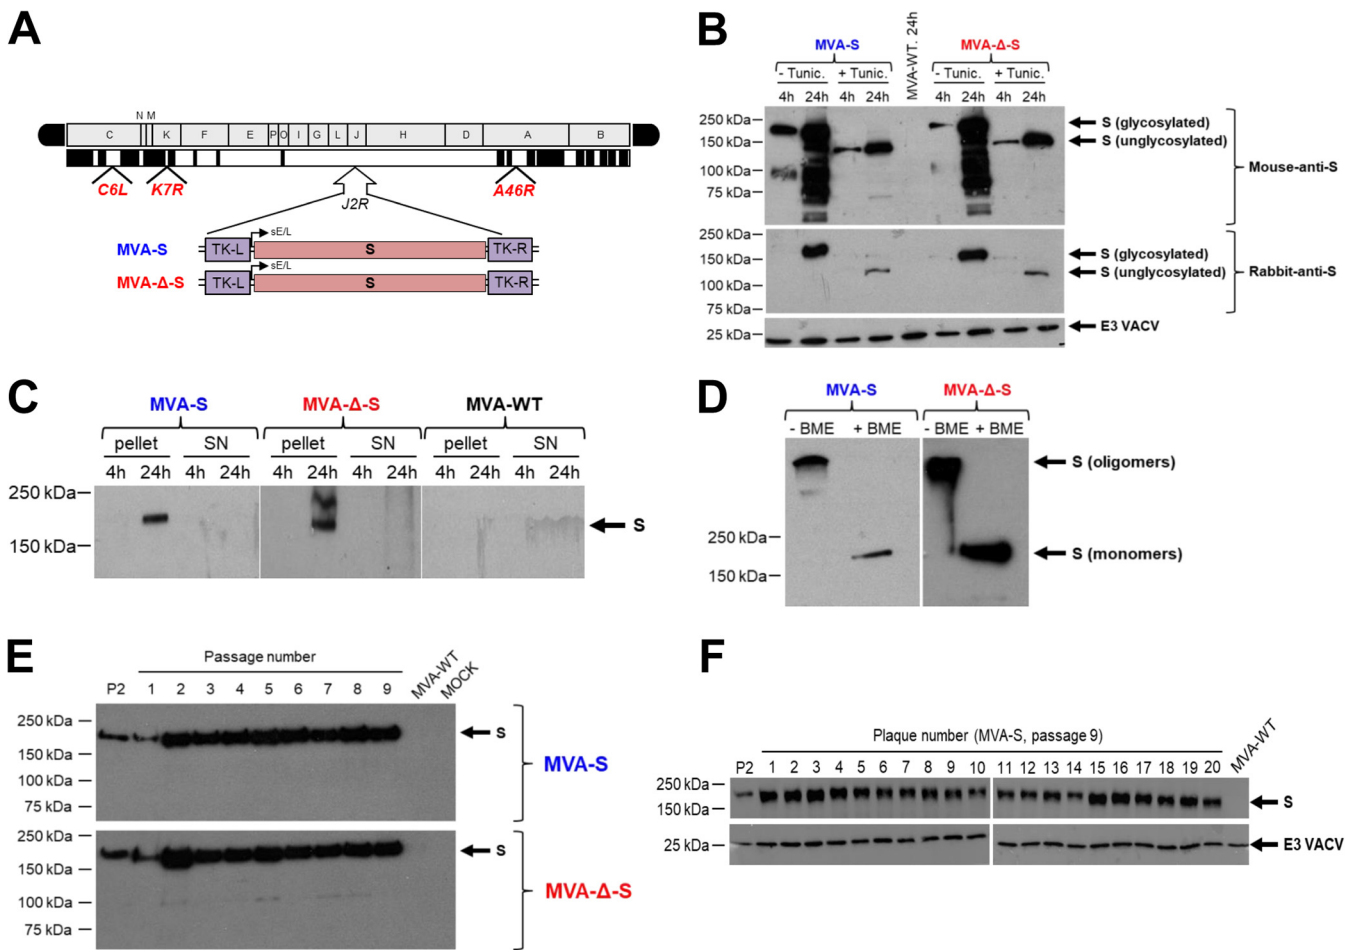 A
N M
C K F E P O I G L J H D A B
C6L K7R A46R
J2R
sE/L
MVA-S TK-L S TK-R
sE/L
MVA-Δ-S TK-L S TK-R
B
MVA-S MVA-WT. 24h MVA-Δ-S
- Tunic. + Tunic. - Tunic. + Tunic.
4h 24h 4h 24h 4h 24h 4h 24h
250 kDa S (glycosylated)
150 kDa S (unglycosylated)
Mouse-anti-S
100 kDa
75 kDa
250 kDa
S (glycosylated)
150 kDa
S (unglycosylated) Rabbit-anti-S
100 kDa
75 kDa
25 kDa E3 VACV
C
MVA-S MVA-Δ-S MVA-WT
pellet SN pellet SN pellet SN
4h 24h 4h 24h 4h 24h 4h 24h 4h 24h 4h 24h
250 kDa
S
150 kDa
D
MVA-S MVA-Δ-S
- BME + BME - BME + BME
S (oligomers)
250 kDa
S (monomers)
150 kDa
E
Passage number
P2 1 2 3 4 5 6 7 8 9 MVA-WT MOCK
250 kDa
S
150 kDa
MVA-S
100 kDa
75 kDa
250 kDa
S
150 kDa
MVA-Δ-S
100 kDa
75 kDa
F
Plaque number (MVA-S, passage 9)
P2 1 2 3 4 5 6 7 8 9 10 11 12 13 14 15 16 17 18 19 20 MVA-WT
250 kDa
S
150 kDa
25 kDa E3 VACV